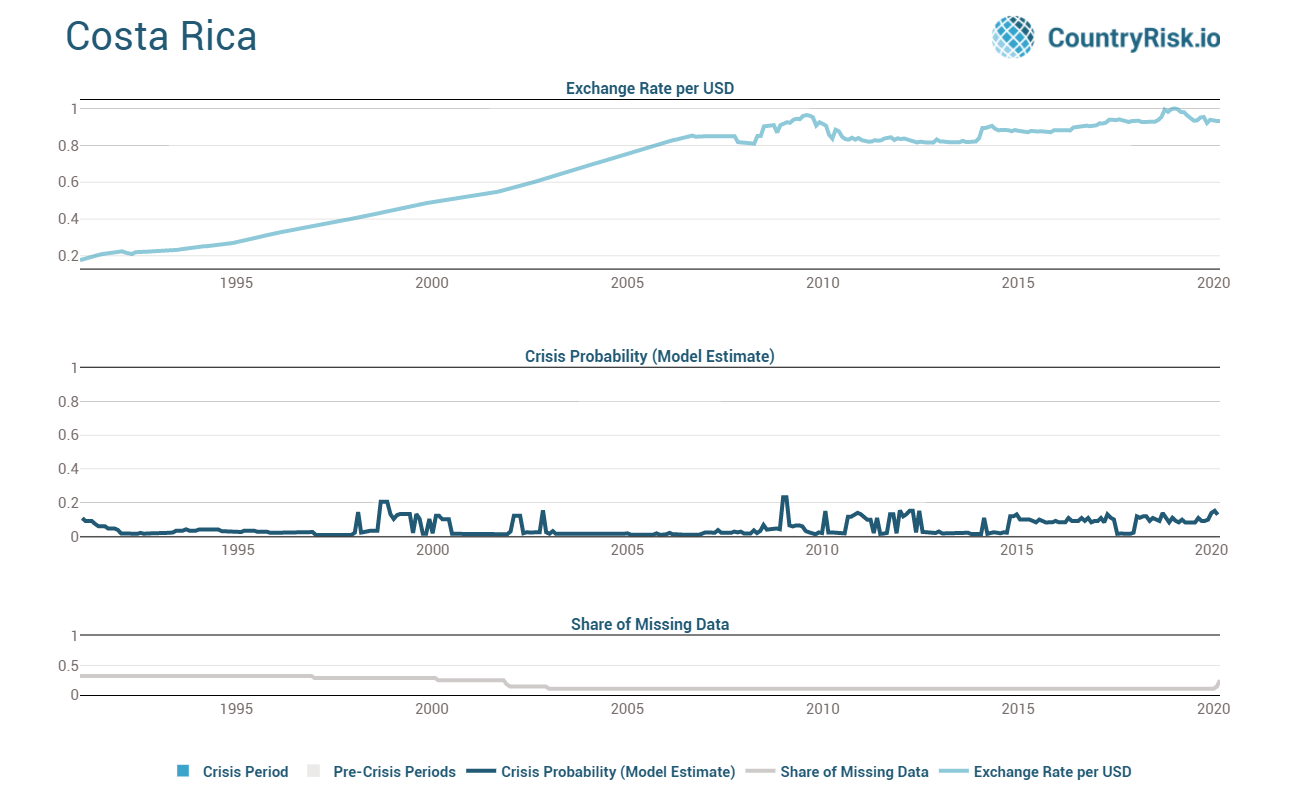 Costa Rica
CountryRisk.io
Exchange Rate per USD
1
0.8
0.6
0.4
0.2
1995 2000 2005 2010 2015 2020
Crisis Probability (Model Estimate)
1
0.8
0.6
0.4
0.2
0
1995 2000 2005 2010 2015 2020
Share of Missing Data
1
0.5
0
1995 2000 2005 2010 2015 2020
Crisis Period Pre-Crisis Periods Crisis Probability (Model Estimate) Share of Missing Data Exchange Rate per USD